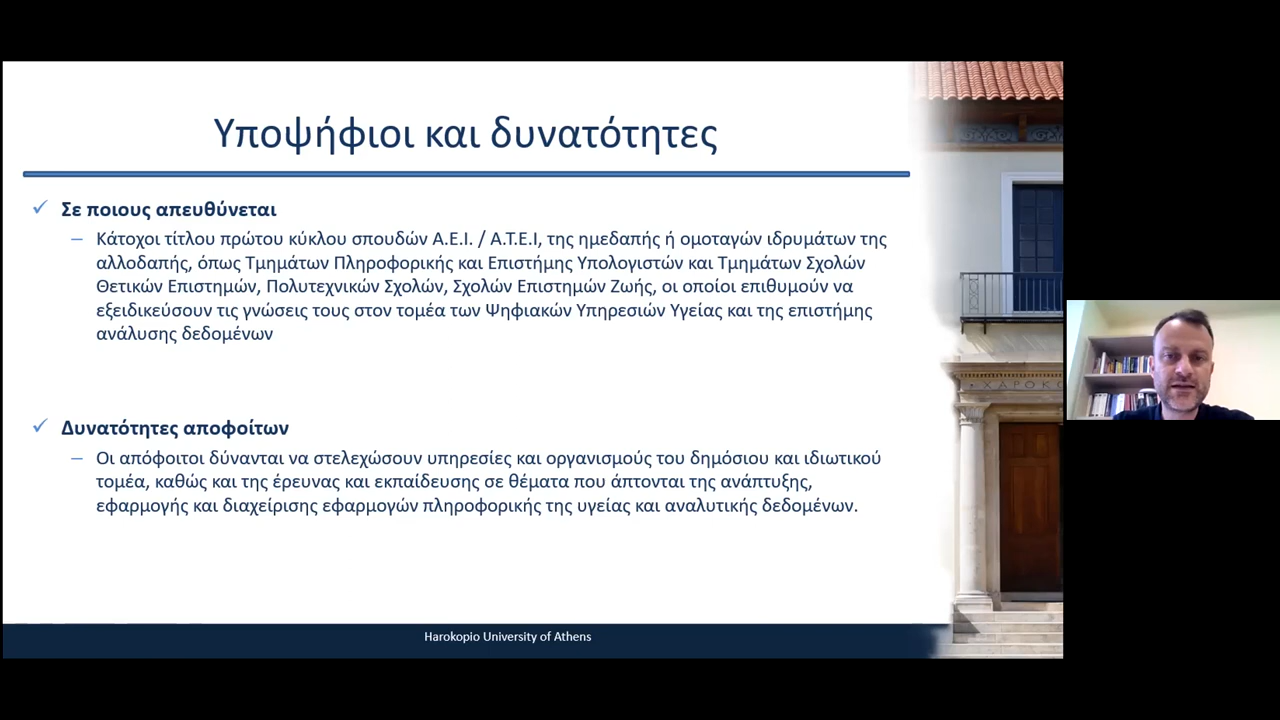 Υποψήφιοι και δυνατότητες
✓ Σε ποιους απευθύνεται
– Κάτοχοι τίτλου πρώτου κύκλου σπουδών Α.Ε.Ι. / Α.Τ.Ε.Ι, της ημεδαπής ή ομοταγών ιδρυμάτων της
αλλοδαπής, όπως Τμημάτων Πληροφορικής και Επιστήμης Υπολογιστών και Τμημάτων Σχολών
Θετικών Επιστημών, Πολυτεχνικών Σχολών, Σχολών Επιστημών Ζωής, οι οποίοι επιθυμούν να
εξειδικεύσουν τις γνώσεις τους στον τομέα των Ψηφιακών Υπηρεσιών Υγείας και της επιστήμης
ανάλυσης δεδομένων
✓ Δυνατότητες αποφοίτων
– Οι απόφοιτοι δύνανται να στελεχώσουν υπηρεσίες και οργανισμούς του δημόσιου και ιδιωτικού
τομέα, καθώς και της έρευνας και εκπαίδευσης σε θέματα που άπτονται της ανάπτυξης,
εφαρμογής και διαχείρισης εφαρμογών πληροφορικής της υγείας και αναλυτικής δεδομένων.
ΧΑΡΟΚΟ
Harokopio University of Athens